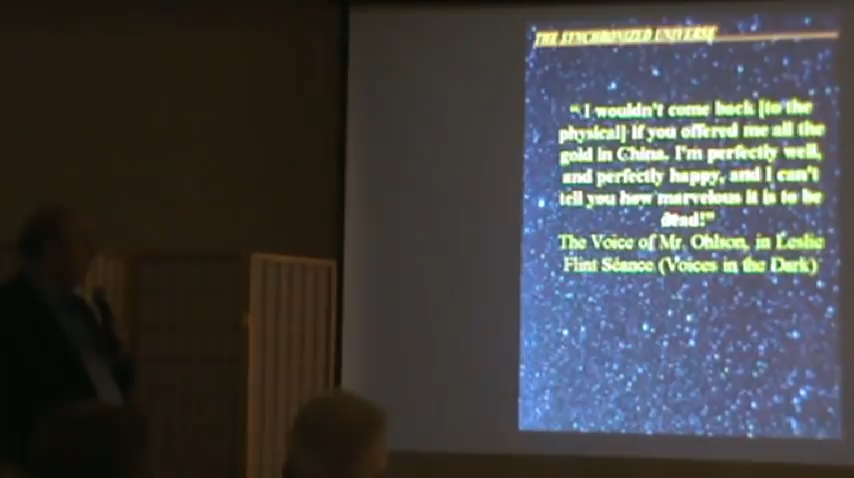 THE SYNCHRONIZED UNIVERSE
" I wouldn't come back [to the
physical] if you offered me all the
gold in China. I'm perfectly well,
and perfectly happy, and I can't
tell you how marvelous it is to be
dead!"
The Voice of Mr. Ohlson, in Leslie
Flint Séance (Voices in the Dark)